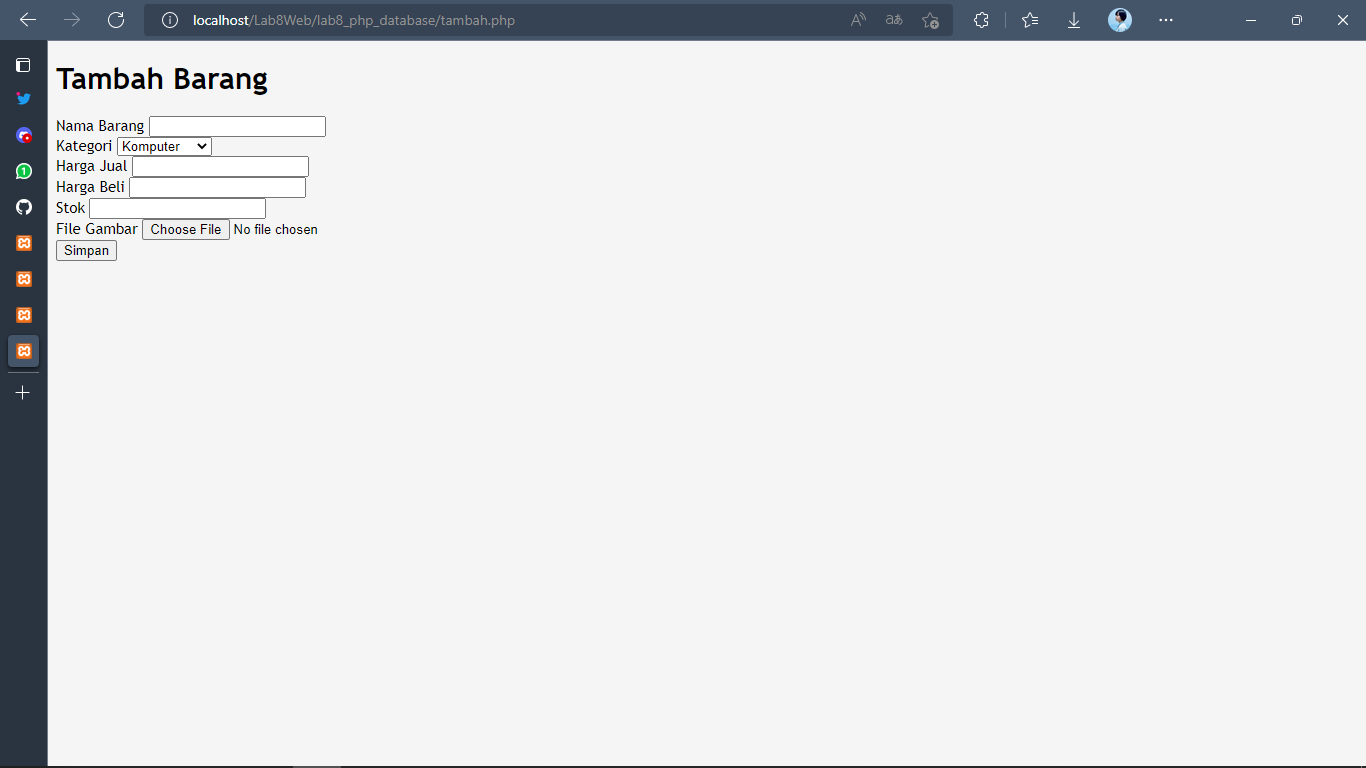 localhost/Lab8Web/lab8_php_database/tambah.php
Tambah Barang
Nama Barang
Kategori Komputer
Harga Jual
Harga Beli
Stok
File Gambar Choose File No file chosen
Simpan